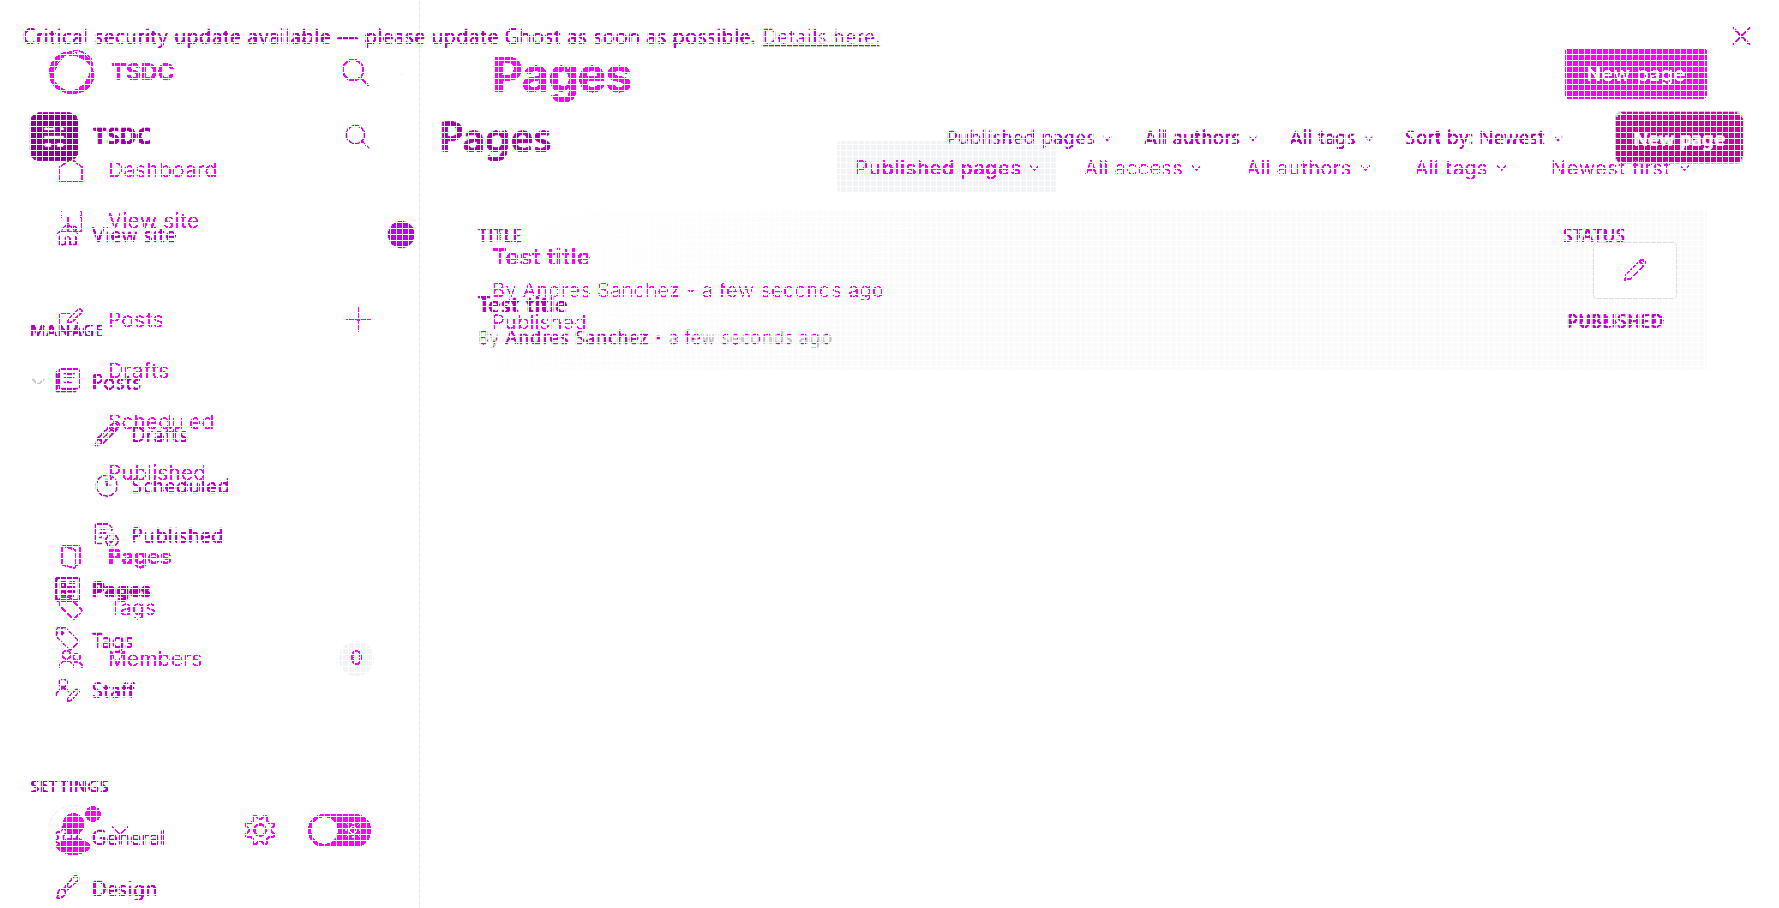 Critical security update available — please update Ghost as soon as possible. Details here.
TSDC
Pages
New page
TSDC
Pages
Published pages
All authors
All tags
Sort by: Newest
New page
Dashboard
Published pages
All access
All authors
All tags
Newest first
View site
View site
TITLE
STATUS
Test title
By Andres Sanchez - a few seconds ago
Test title
Published
PUBLISHED
By Andres Sanchez - a few seconds ago
Posts
MANAGE
Drafts
Posts
Scheduled
Drafts
Published
Scheduled
Published
Pages
Pages
Tags
Tags
Members
0
Staff
SETTINGS
General
Design